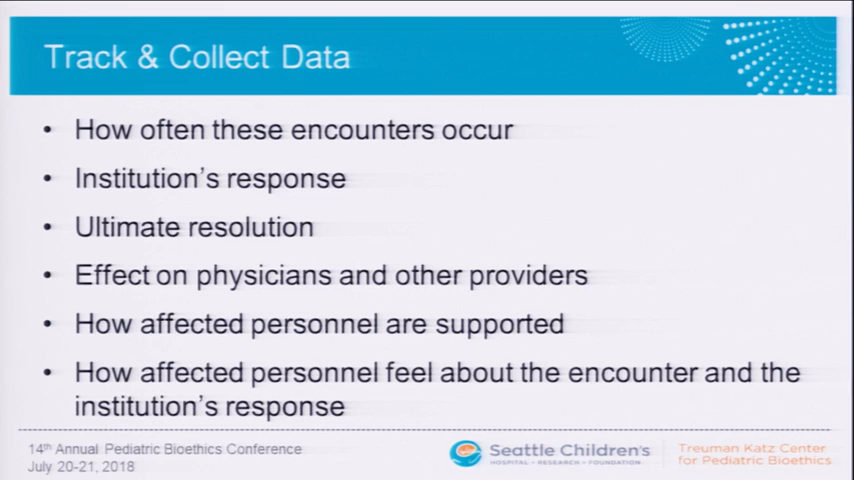 Track & Collect Data
• How often these encounters occur
• Institution's response
• Ultimate resolution
• Effect on physicians and other providers
• How affected personnel are supported
• How affected personnel feel about the encounter and the
institution's response
14th Annual Pediatric Bioethics Conference
July 20-21, 2018
Seattle Children's
HOSPITAL • RESEARCH • FOUNDATION
Treuman Katz Center
for Pediatric Bioethics